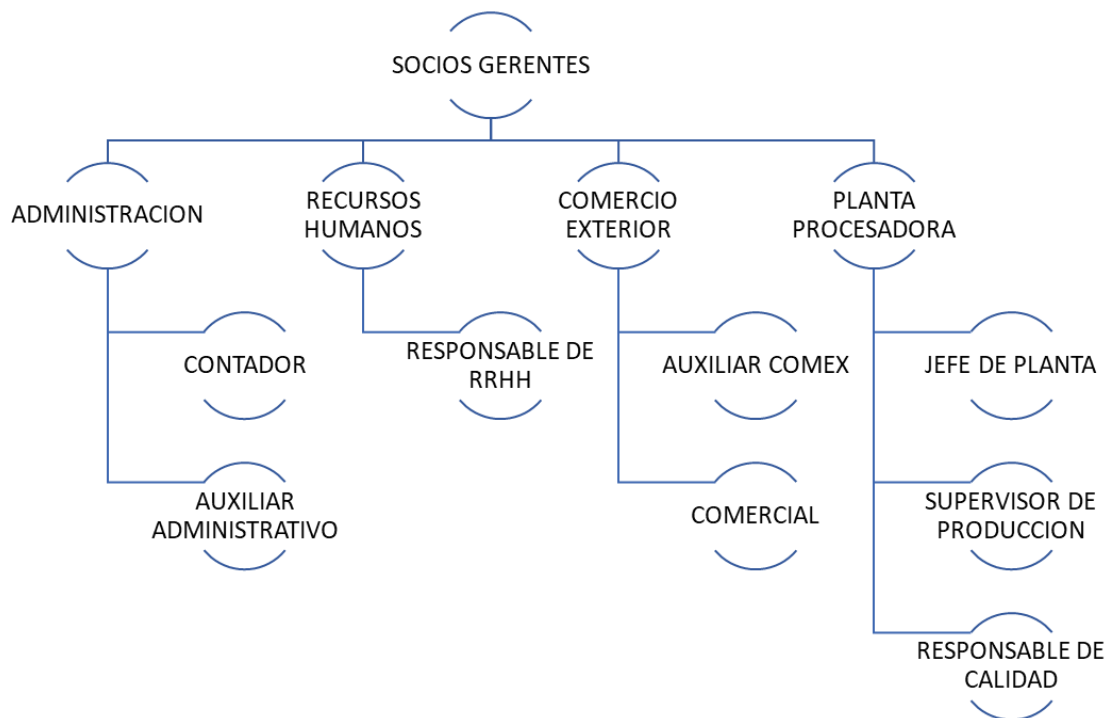 SOCIOS GERENTES
ADMINISTRACION
RECURSOS
HUMANOS
COMERCIO
EXTERIOR
PLANTA
PROCESADORA
CONTADOR
RESPONSABLE DE
RRHH
AUXILIAR COMEX
JEFE DE PLANTA
AUXILIAR
ADMINISTRATIVO
COMERCIAL
SUPERVISOR DE
PRODUCCION
RESPONSABLE DE
CALIDAD